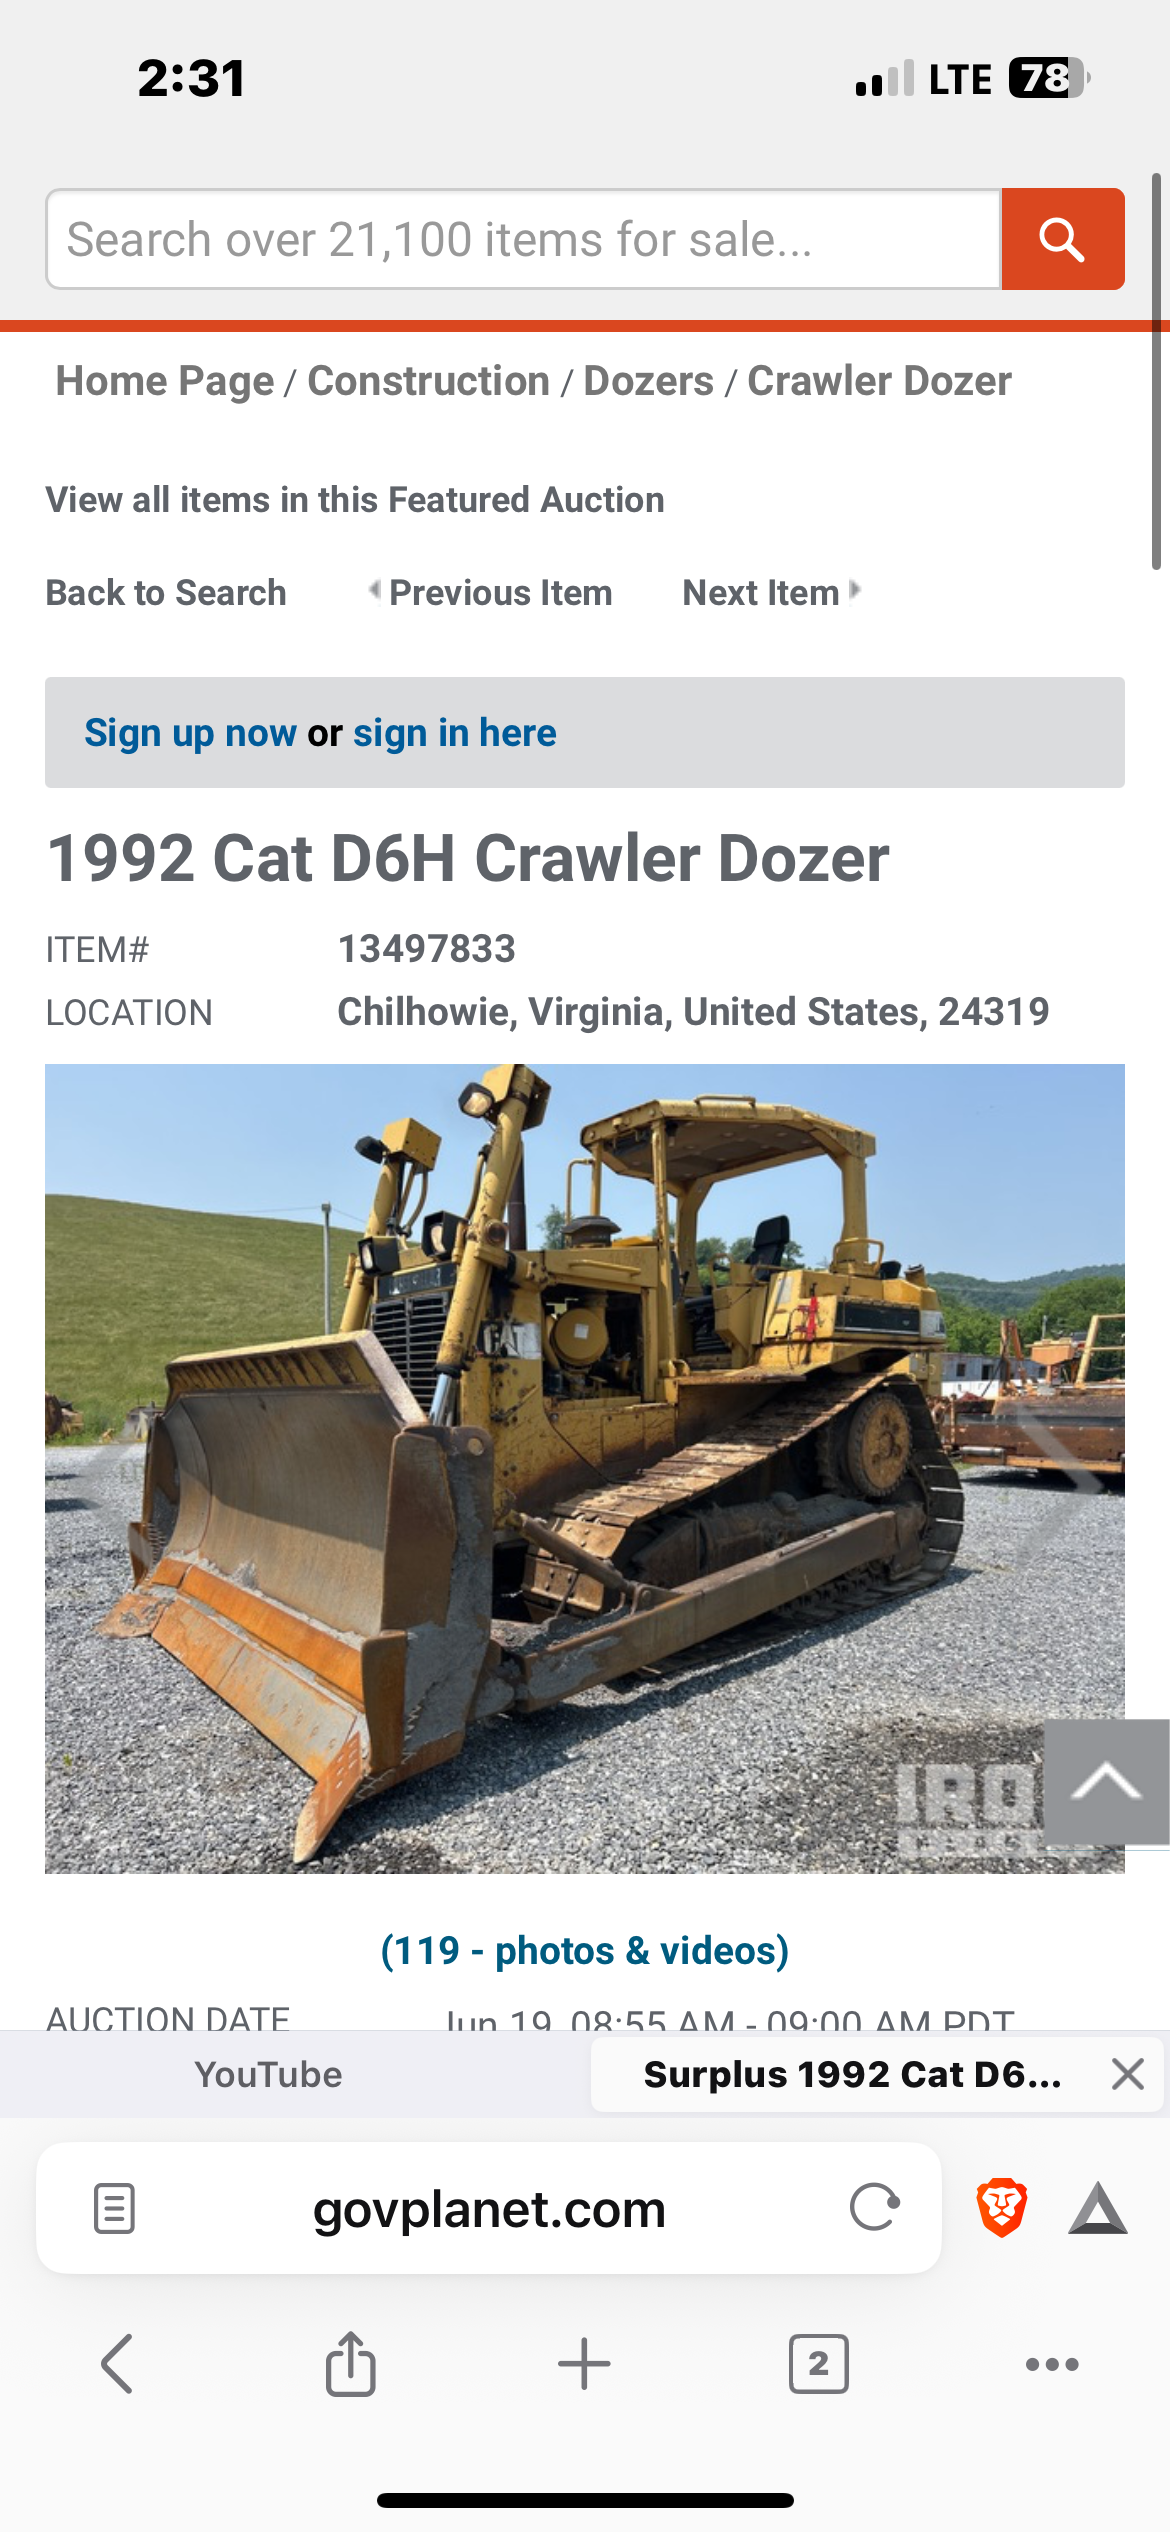 2:31
LTE 78
Search over 21,100 items for sale...
Home Page / Construction / Dozers / Crawler Dozer
View all items in this Featured Auction
Back to Search Previous Item Next Item
Sign up now or sign in here
1992 Cat D6H Crawler Dozer
ITEM# 13497833
LOCATION Chilhowie, Virginia, United States, 24319
CAT
IRO
(119 - photos & videos)
AUCTION DATE Jun 19, 08:55 AM - 09:00 AM PDT
YouTube Surplus 1992 Cat D6...
govplanet.com
2